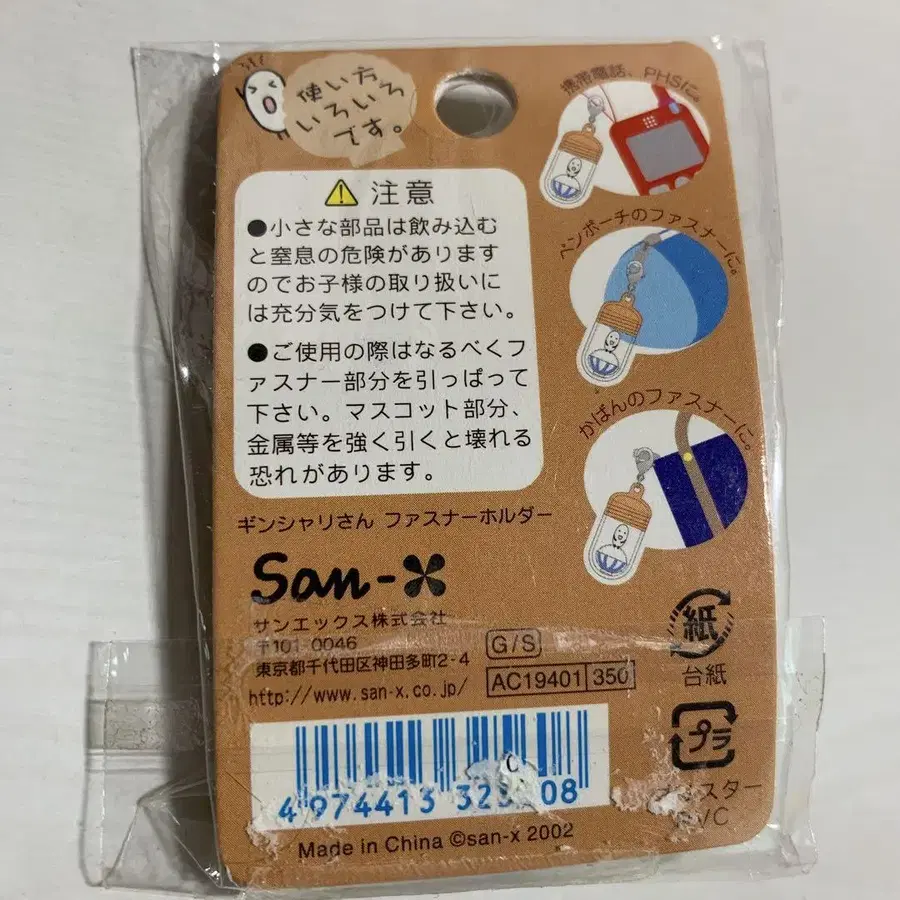 使い方
いろいろ
です。
携帯電話、PHSに。
注意
●小さな部品は飲み込む
と窒息の危険があります
のでお子様の取り扱いに
は充分気をつけて下さい。
●ご使用の際はなるべくフ
ァスナー部分を引っぱって
下さい。マスコット部分、
金属等を強く引くと壊れる
恐れがあります。
ペンポーチのファスナーに。
かばんのファスナーに。
ギンシャリさん ファスナーホルダー
San-X
サンエックス株式会社
〒101 0046
東京都千代田区神田多町2-4
http://www.san-x.co.jp/
G/S
AC19401 350
紙
台紙
プラ
4 974413
08
Made in China ©san-x 2002